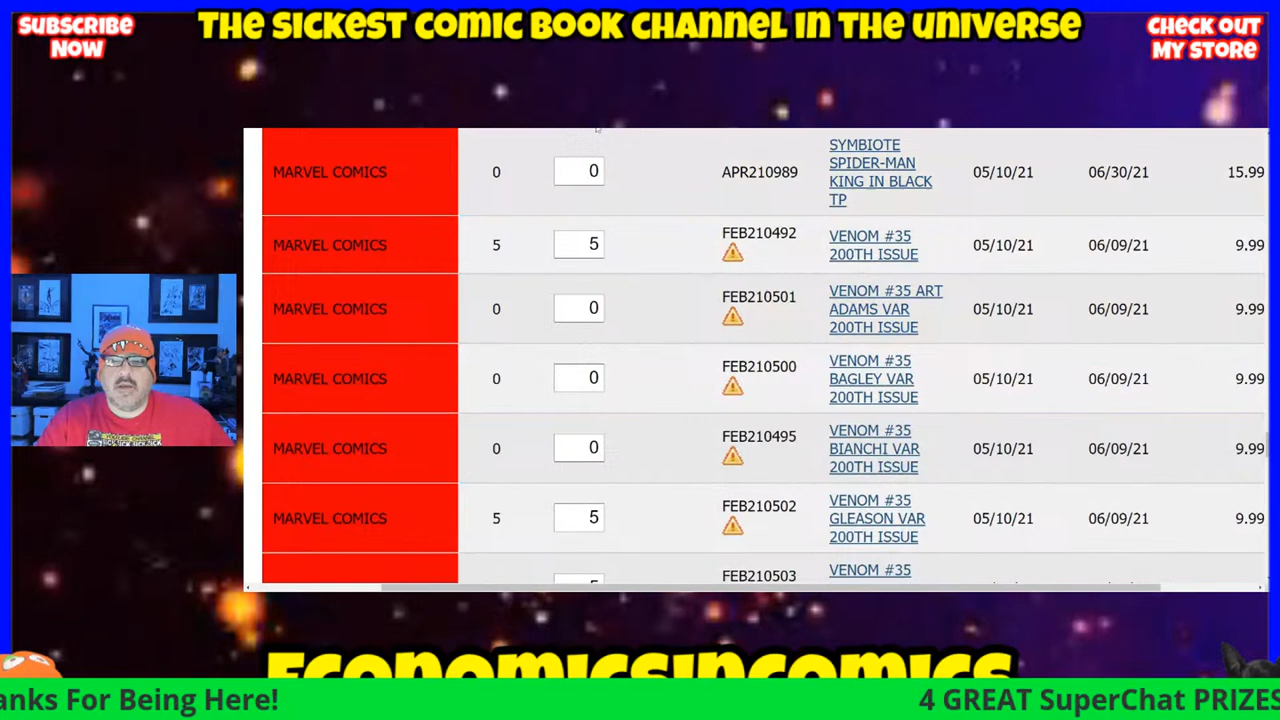 SUBSCRIBE
NOW
THE SICKEST COMIC BOOK CHANNEL IN THE UNIVERSE
CHECK OUT
MY STORE
MARVEL COMICS 0 0 APR210989 SYMBIOTE SPIDER-MAN KING IN BLACK TP 05/10/21 06/30/21 15.99
MARVEL COMICS 5 5 FEB210492 VENOM #35 200TH ISSUE 05/10/21 06/09/21 9.99
MARVEL COMICS 0 0 FEB210501 VENOM #35 ART ADAMS VAR 200TH ISSUE 05/10/21 06/09/21 9.99
MARVEL COMICS 0 0 FEB210500 VENOM #35 BAGLEY VAR 200TH ISSUE 05/10/21 06/09/21 9.99
MARVEL COMICS 0 0 FEB210495 VENOM #35 BIANCHI VAR 200TH ISSUE 05/10/21 06/09/21 9.99
MARVEL COMICS 5 5 FEB210502 VENOM #35 GLEASON VAR 200TH ISSUE 05/10/21 06/09/21 9.99
FEB210503 VENOM #35
ECONOMICSINCOMICS
anks For Being Here! 4 GREAT SuperChat PRIZES